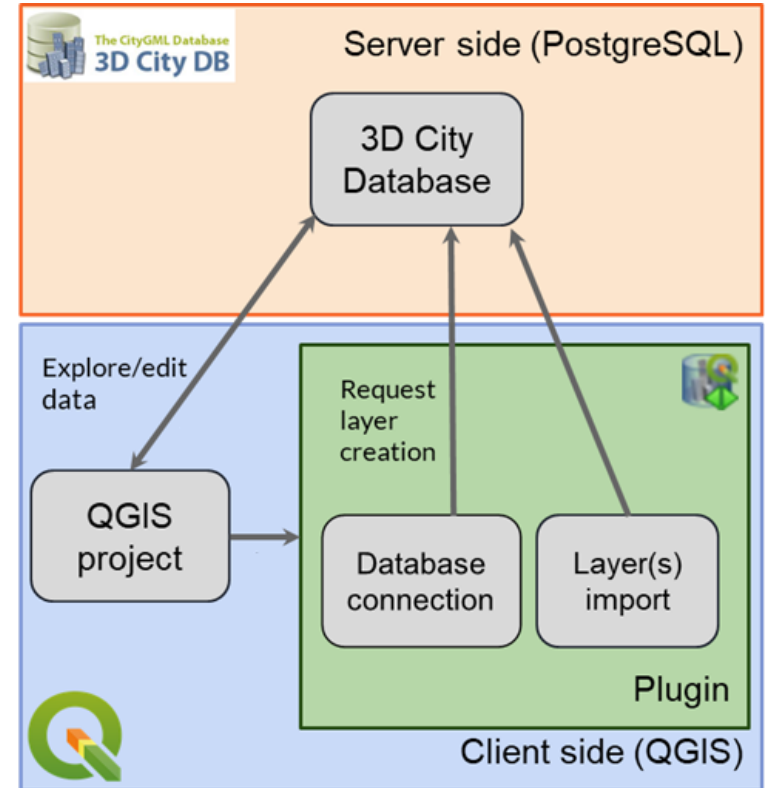 The CityGML Database
3D City DB
Server side (PostgreSQL)
3D City
Database
Explore/edit
data
Request
layer
creation
QGIS
project
Database
connection
Layer(s)
import
Plugin
Client side (QGIS)